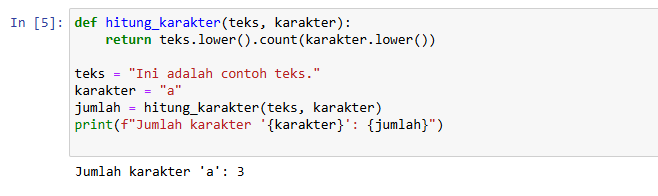 In [5]: def hitung_karakter(teks, karakter):
    return teks.lower().count(karakter.lower())
teks = "Ini adalah contoh teks."
karakter = "a"
jumlah = hitung_karakter(teks, karakter)
print(f"Jumlah karakter '{karakter}': {jumlah}")
Jumlah karakter 'a': 3